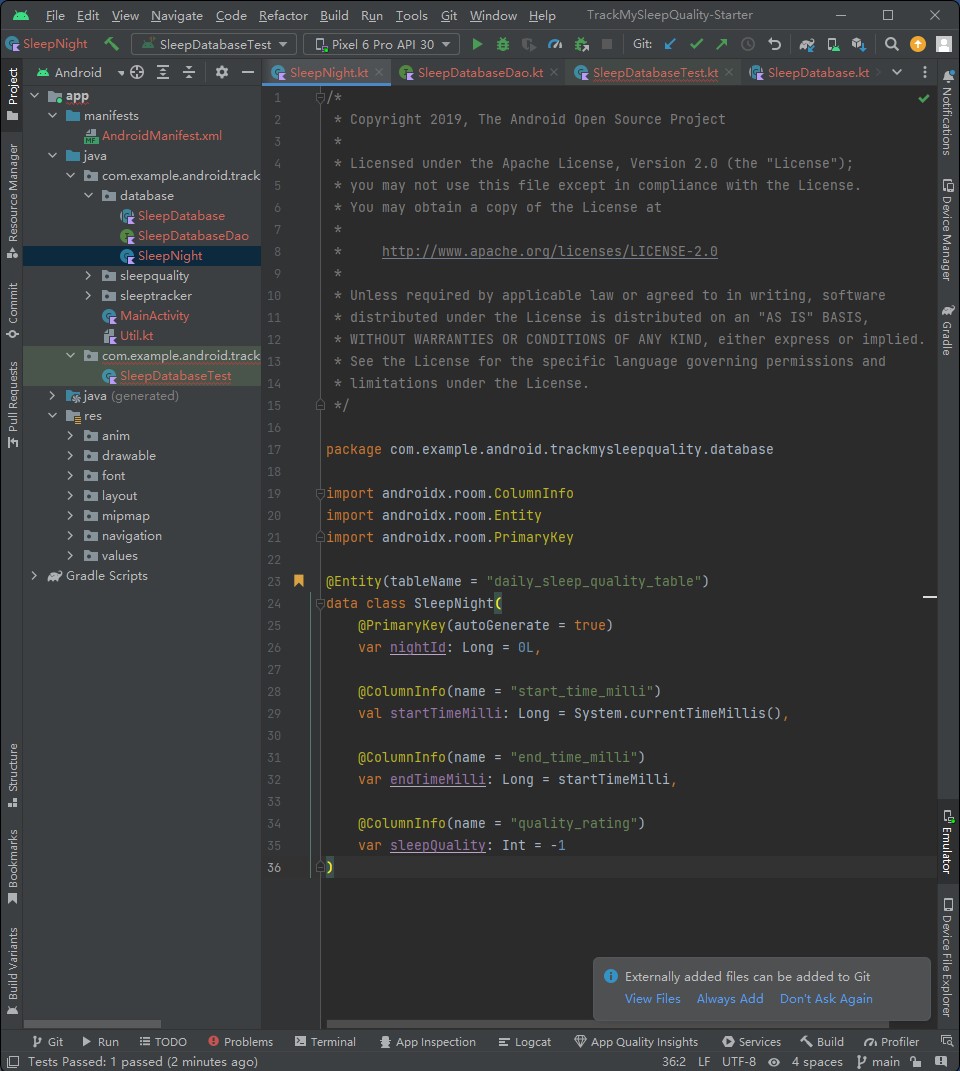 File Edit View Navigate Code Refactor Build Run Tools Git Window Help TrackMySleepQuality-Starter
SleepNight SleepDatabaseTest Pixel 6 Pro API 30 Git:
Android SleepNight.kt SleepDatabaseDao.kt SleepDatabaseTest.kt SleepDatabase.kt
Project
Resource Manager
Commit
Pull Requests
Structure
Bookmarks
Build Variants
app
manifests
AndroidManifest.xml
java
com.example.android.track
database
SleepDatabase
SleepDatabaseDao
SleepNight
sleepquality
sleeptracker
MainActivity
Util.kt
com.example.android.track
SleepDatabaseTest
java (generated)
res
anim
drawable
font
layout
mipmap
navigation
values
Gradle Scripts
1 /*
2 * Copyright 2019, The Android Open Source Project
3 *
4 * Licensed under the Apache License, Version 2.0 (the "License");
5 * you may not use this file except in compliance with the License.
6 * You may obtain a copy of the License at
7 *
8 * http://www.apache.org/licenses/LICENSE-2.0
9 *
10 * Unless required by applicable law or agreed to in writing, software
11 * distributed under the License is distributed on an "AS IS" BASIS,
12 * WITHOUT WARRANTIES OR CONDITIONS OF ANY KIND, either express or implied.
13 * See the License for the specific language governing permissions and
14 * limitations under the License.
15 */
16
17 package com.example.android.trackmysleepquality.database
18
19 import androidx.room.ColumnInfo
20 import androidx.room.Entity
21 import androidx.room.PrimaryKey
22
23 @Entity(tableName = "daily_sleep_quality_table")
24 data class SleepNight(
25 @PrimaryKey(autoGenerate = true)
26 var nightId: Long = 0L,
27
28 @ColumnInfo(name = "start_time_milli")
29 val startTimeMilli: Long = System.currentTimeMillis(),
30
31 @ColumnInfo(name = "end_time_milli")
32 var endTimeMilli: Long = startTimeMilli,
33
34 @ColumnInfo(name = "quality_rating")
35 var sleepQuality: Int = -1
36 )
Notifications
Device Manager
Gradle
Emulator
Device File Explorer
Externally added files can be added to Git
View Files Always Add Don't Ask Again
Git Run TODO Problems Terminal App Inspection Logcat App Quality Insights Services Build Profiler
Tests Passed: 1 passed (2 minutes ago) 36:2 LF UTF-8 4 spaces main